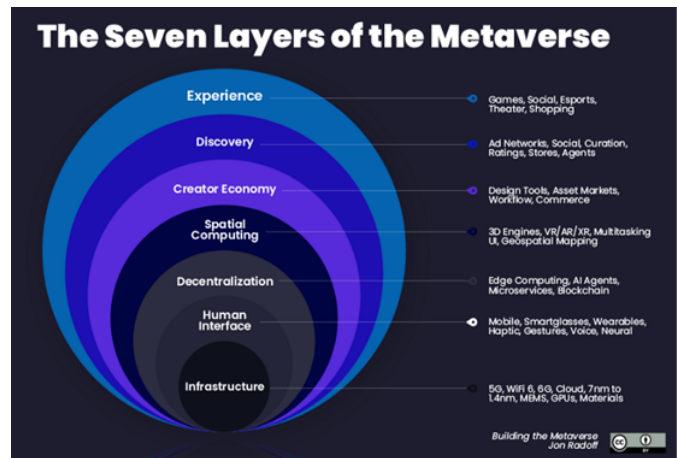 The Seven Layers of the Metaverse
Experience
Games, Social, Esports,
Theater, Shopping
Discovery
Ad Networks, Social, Curation,
Ratings, Stores, Agents
Creator Economy
Design Tools, Asset Markets,
Workflow, Commerce
Spatial
Computing
3D Engines, VR/AR/XR, Multitasking
UI, Geospatial Mapping
Decentralization
Edge Computing, AI Agents,
Microservices, Blockchain
Human
Interface
Mobile, Smartglasses, Wearables,
Haptic, Gestures, Voice, Neural
Infrastructure
5G, WiFi 6, 6G, Cloud, 7nm to
1.4nm, MEMS, GPUs, Materials
Building the Metaverse
Jon Radoff
cc
BY